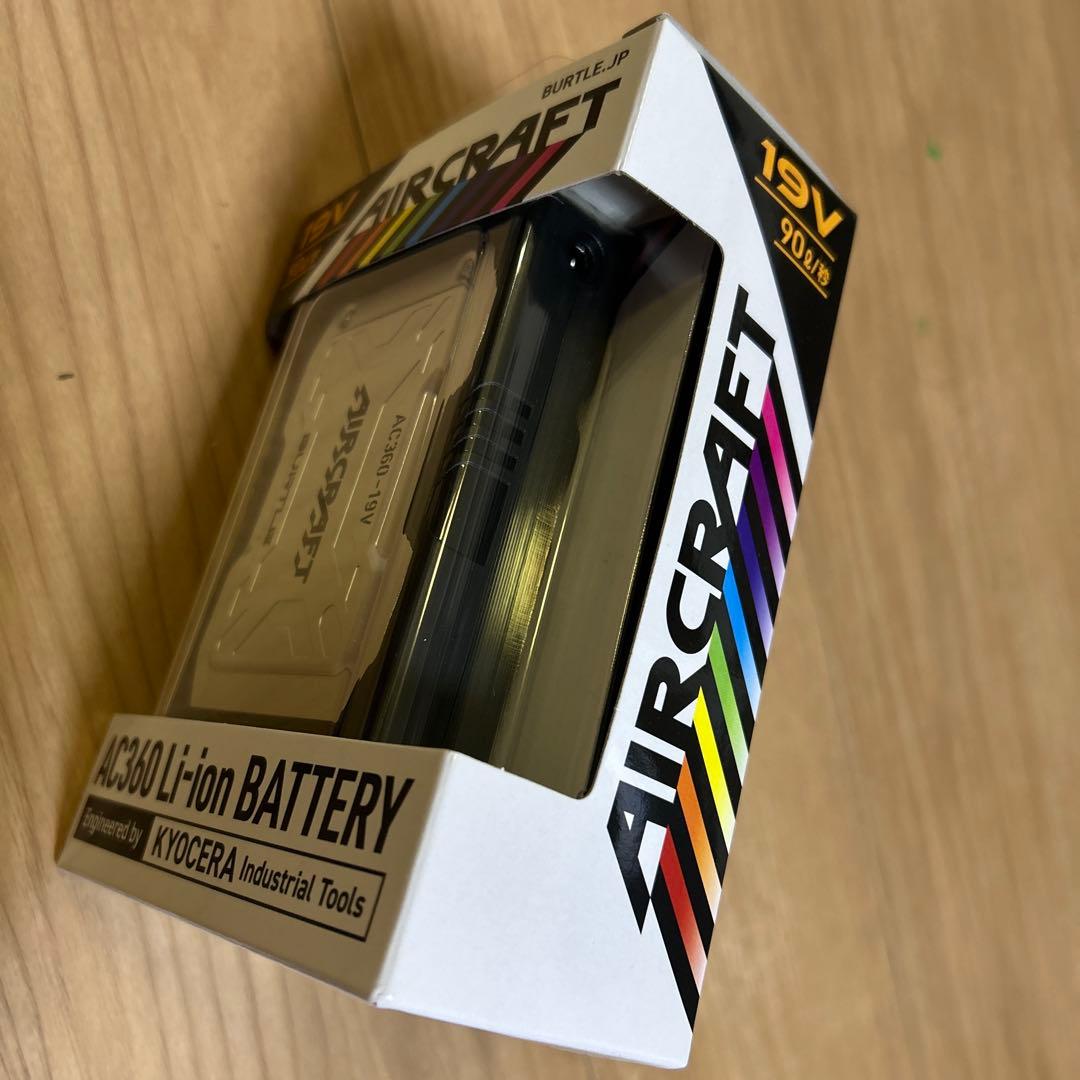 BURTLE.JP
AIRCRAFT
19V
19V
90ℓ/秒
AIRCRAFT
AC360-19V
AIRCRAFT
BURTLE
AC360 Li-ion BATTERY
Engineered by KYOCERA Industrial Tools